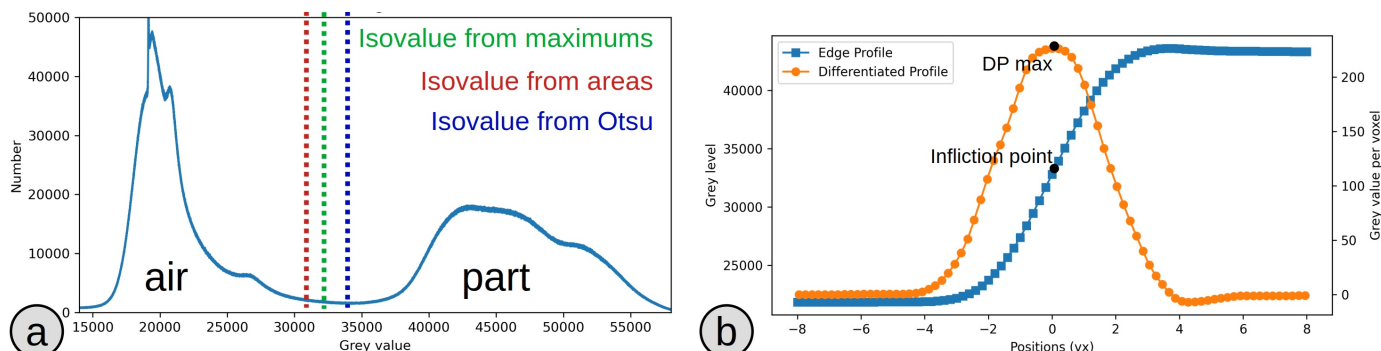 50000
40000
30000
20000
10000
0
Number
Isovalue from maximums
Isovalue from areas
Isovalue from Otsu
air
part
15000 20000 25000 30000 35000 40000 45000 50000 55000
Grey value
a
Edge Profile
Differentiated Profile
DP max
Infliction point
40000
35000
30000
25000
Grey level
200
150
100
50
0
Grey value per voxel
-8 -6 -4 -2 0 2 4 6 8
Positions (vx)
b